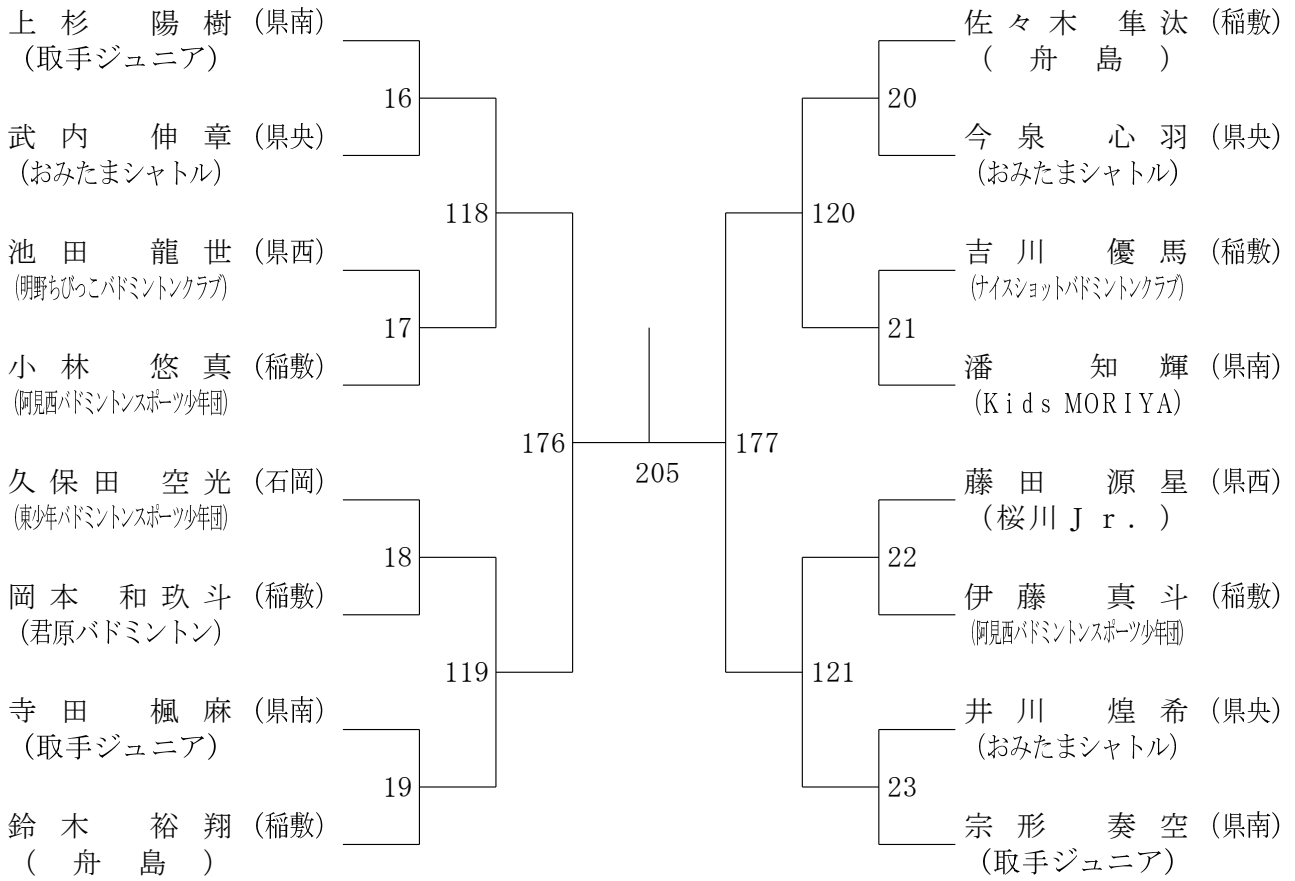 上杉 陽樹 (県南)
(取手ジュニア)
16
武内 伸章 (県央)
(おみたまシャトル)
118
池田 龍世 (県西)
(明野ちびっこバドミントンクラブ)
17
小林 悠真 (稲敷)
(阿見西バドミントンスポーツ少年団)
176
久保田 空光 (石岡)
(東少年バドミントンスポーツ少年団)
18
岡本 和玖斗 (稲敷)
(君原バドミントン)
119
寺田 楓麻 (県南)
(取手ジュニア)
19
鈴木 裕翔 (稲敷)
(舟島)
205
佐々木 隼汰 (稲敷)
(舟島)
20
今泉 心羽 (県央)
(おみたまシャトル)
120
吉川 優馬 (稲敷)
(ナイスショットバドミントンクラブ)
21
潘 知輝 (県南)
(Kids MORIYA)
177
藤田 源星 (県西)
(桜川Jr.)
22
伊藤 真斗 (稲敷)
(阿見西バドミントンスポーツ少年団)
121
井川 煌希 (県央)
(おみたまシャトル)
23
宗形 奏空 (県南)
(取手ジュニア)